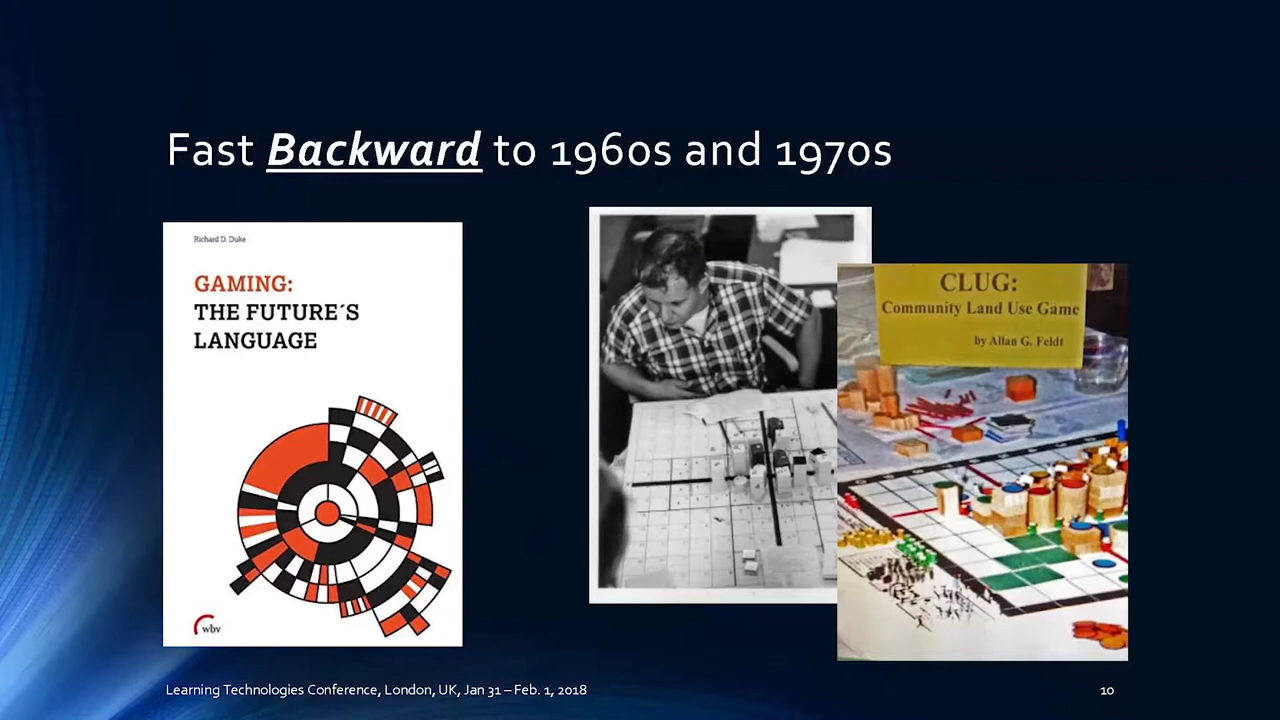 Fast Backward to 1960s and 1970s
Richard D. Duke
GAMING:
THE FUTURE´S
LANGUAGE
wbv
CLUG:
Community Land Use Game
by Allan G. Feldt
Learning Technologies Conference, London, UK, Jan 31 – Feb. 1, 2018
10